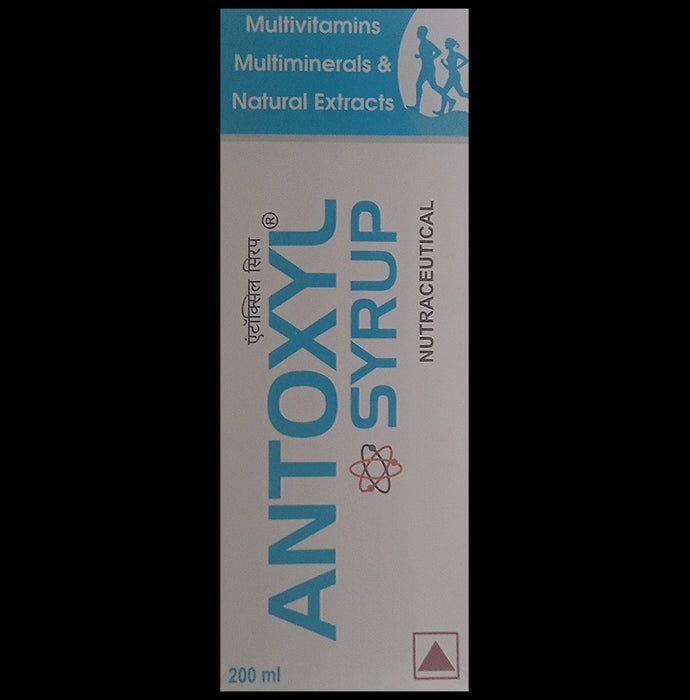 Multivitamins
Multiminerals &
Natural Extracts
एंटॉक्सिल सिरप
ANTOXYL®
SYRUP
NUTRACEUTICAL
200 ml